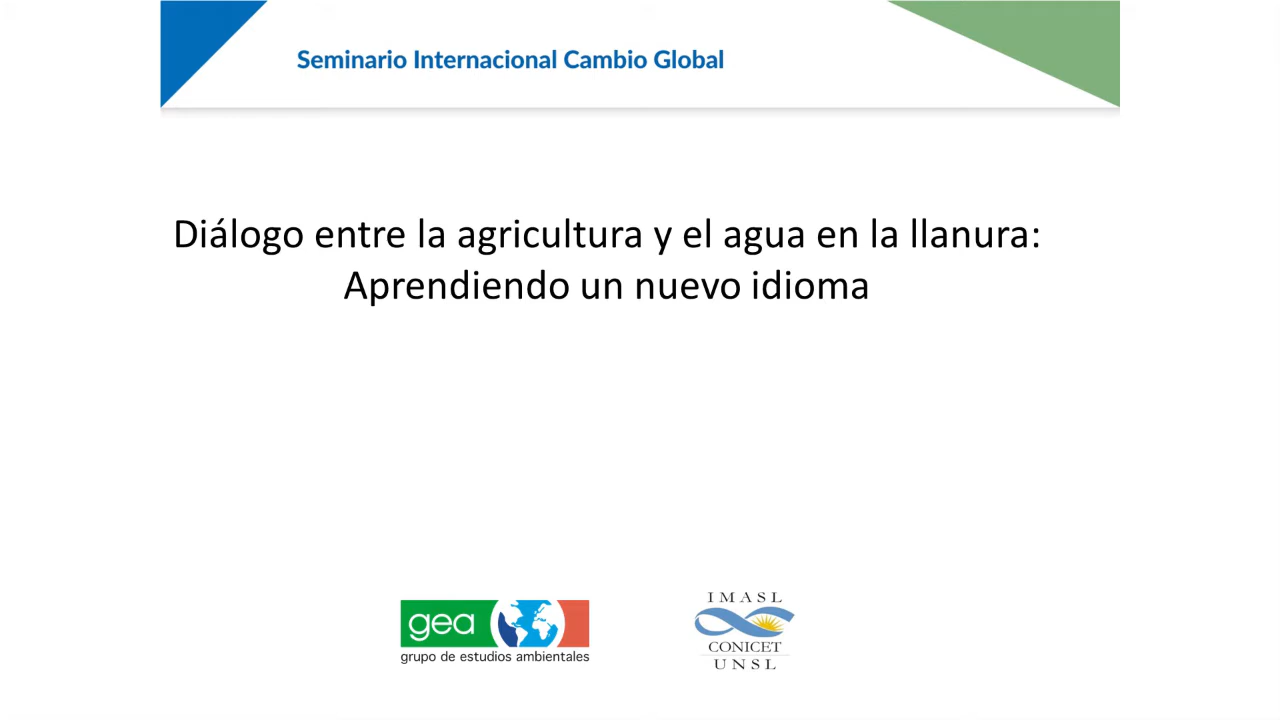 Seminario Internacional Cambio Global
Diálogo entre la agricultura y el agua en la llanura:
Aprendiendo un nuevo idioma
gea
grupo de estudios ambientales
IMASL
CONICET
UNSL